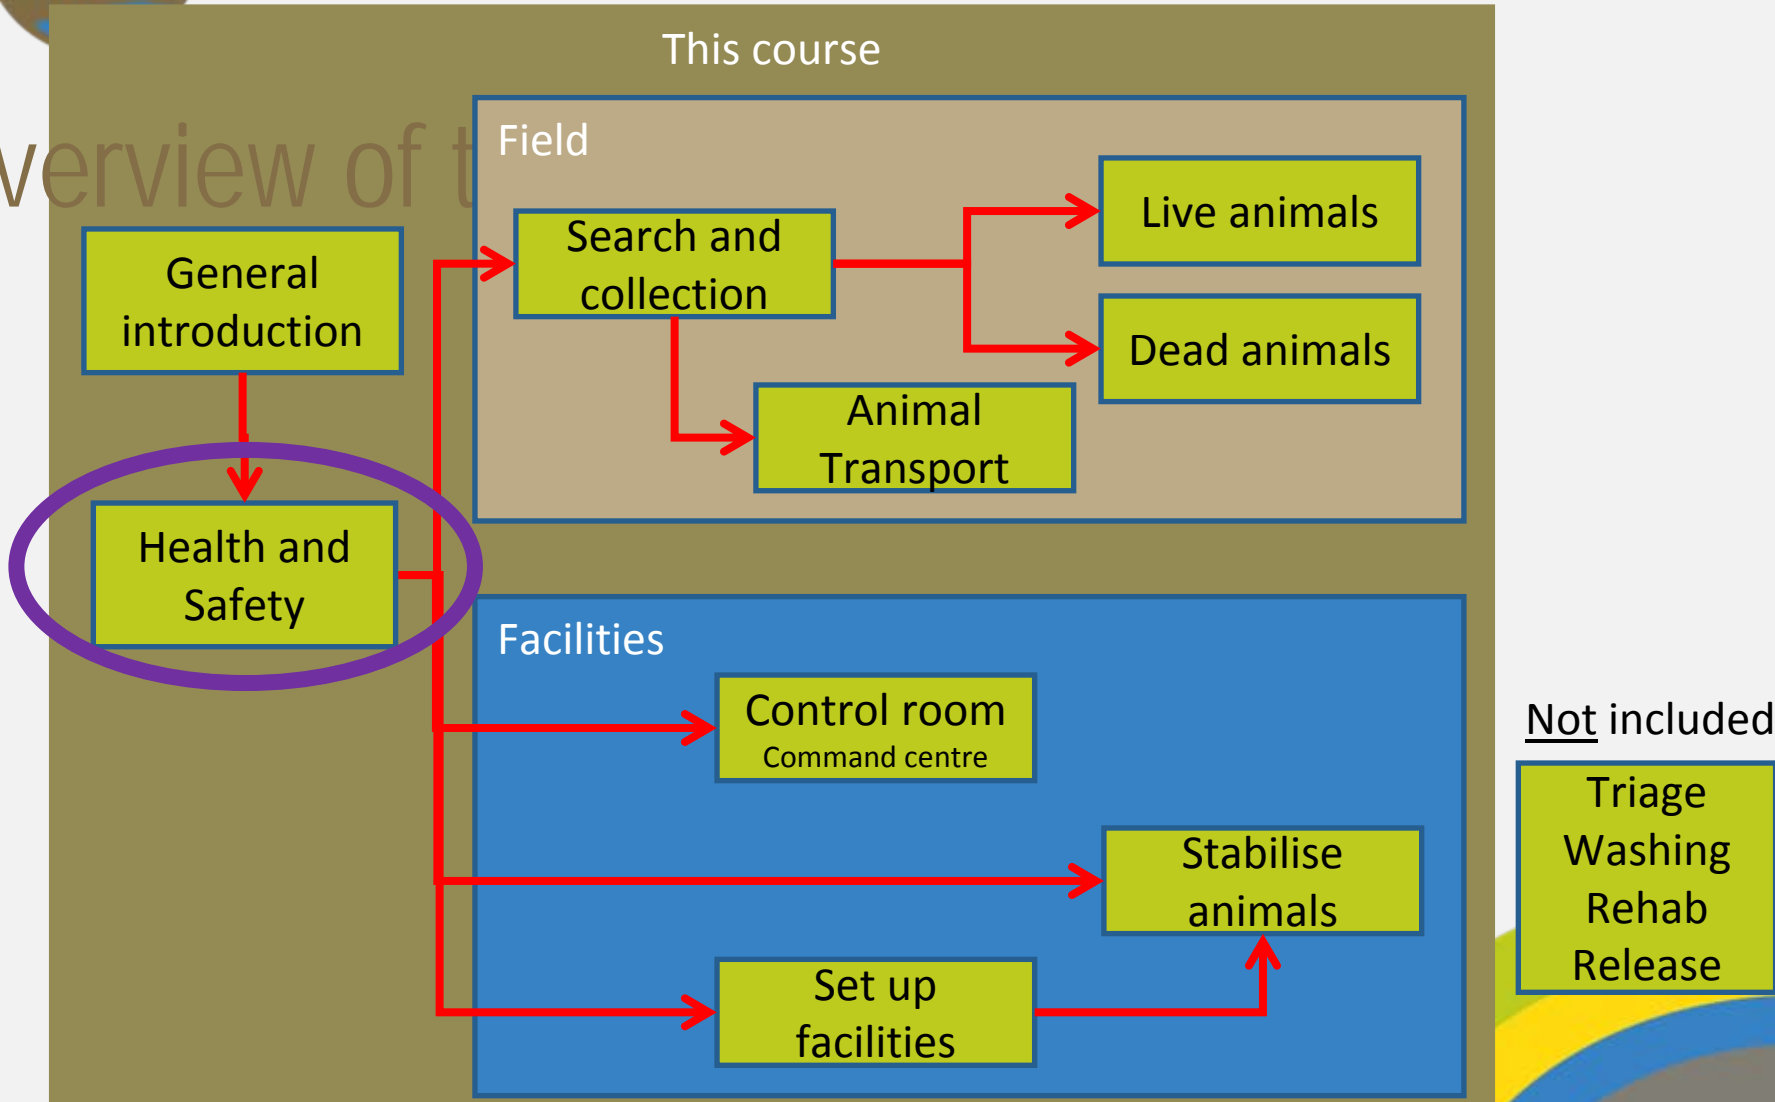 This course
verview of t
Field
General
introduction
Search and
collection
Live animals
Dead animals
Animal
Transport
Health and
Safety
Facilities
Control room
Command centre
Stabilise
animals
Set up
facilities
Not included
Triage
Washing
Rehab
Release